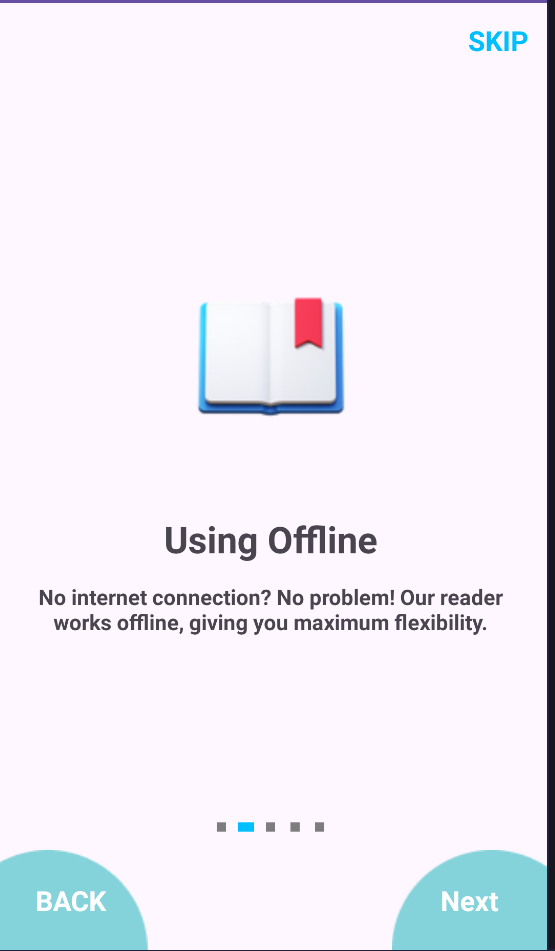 SKIP
Using Offline
No internet connection? No problem! Our reader
works offline, giving you maximum flexibility.
BACK
Next